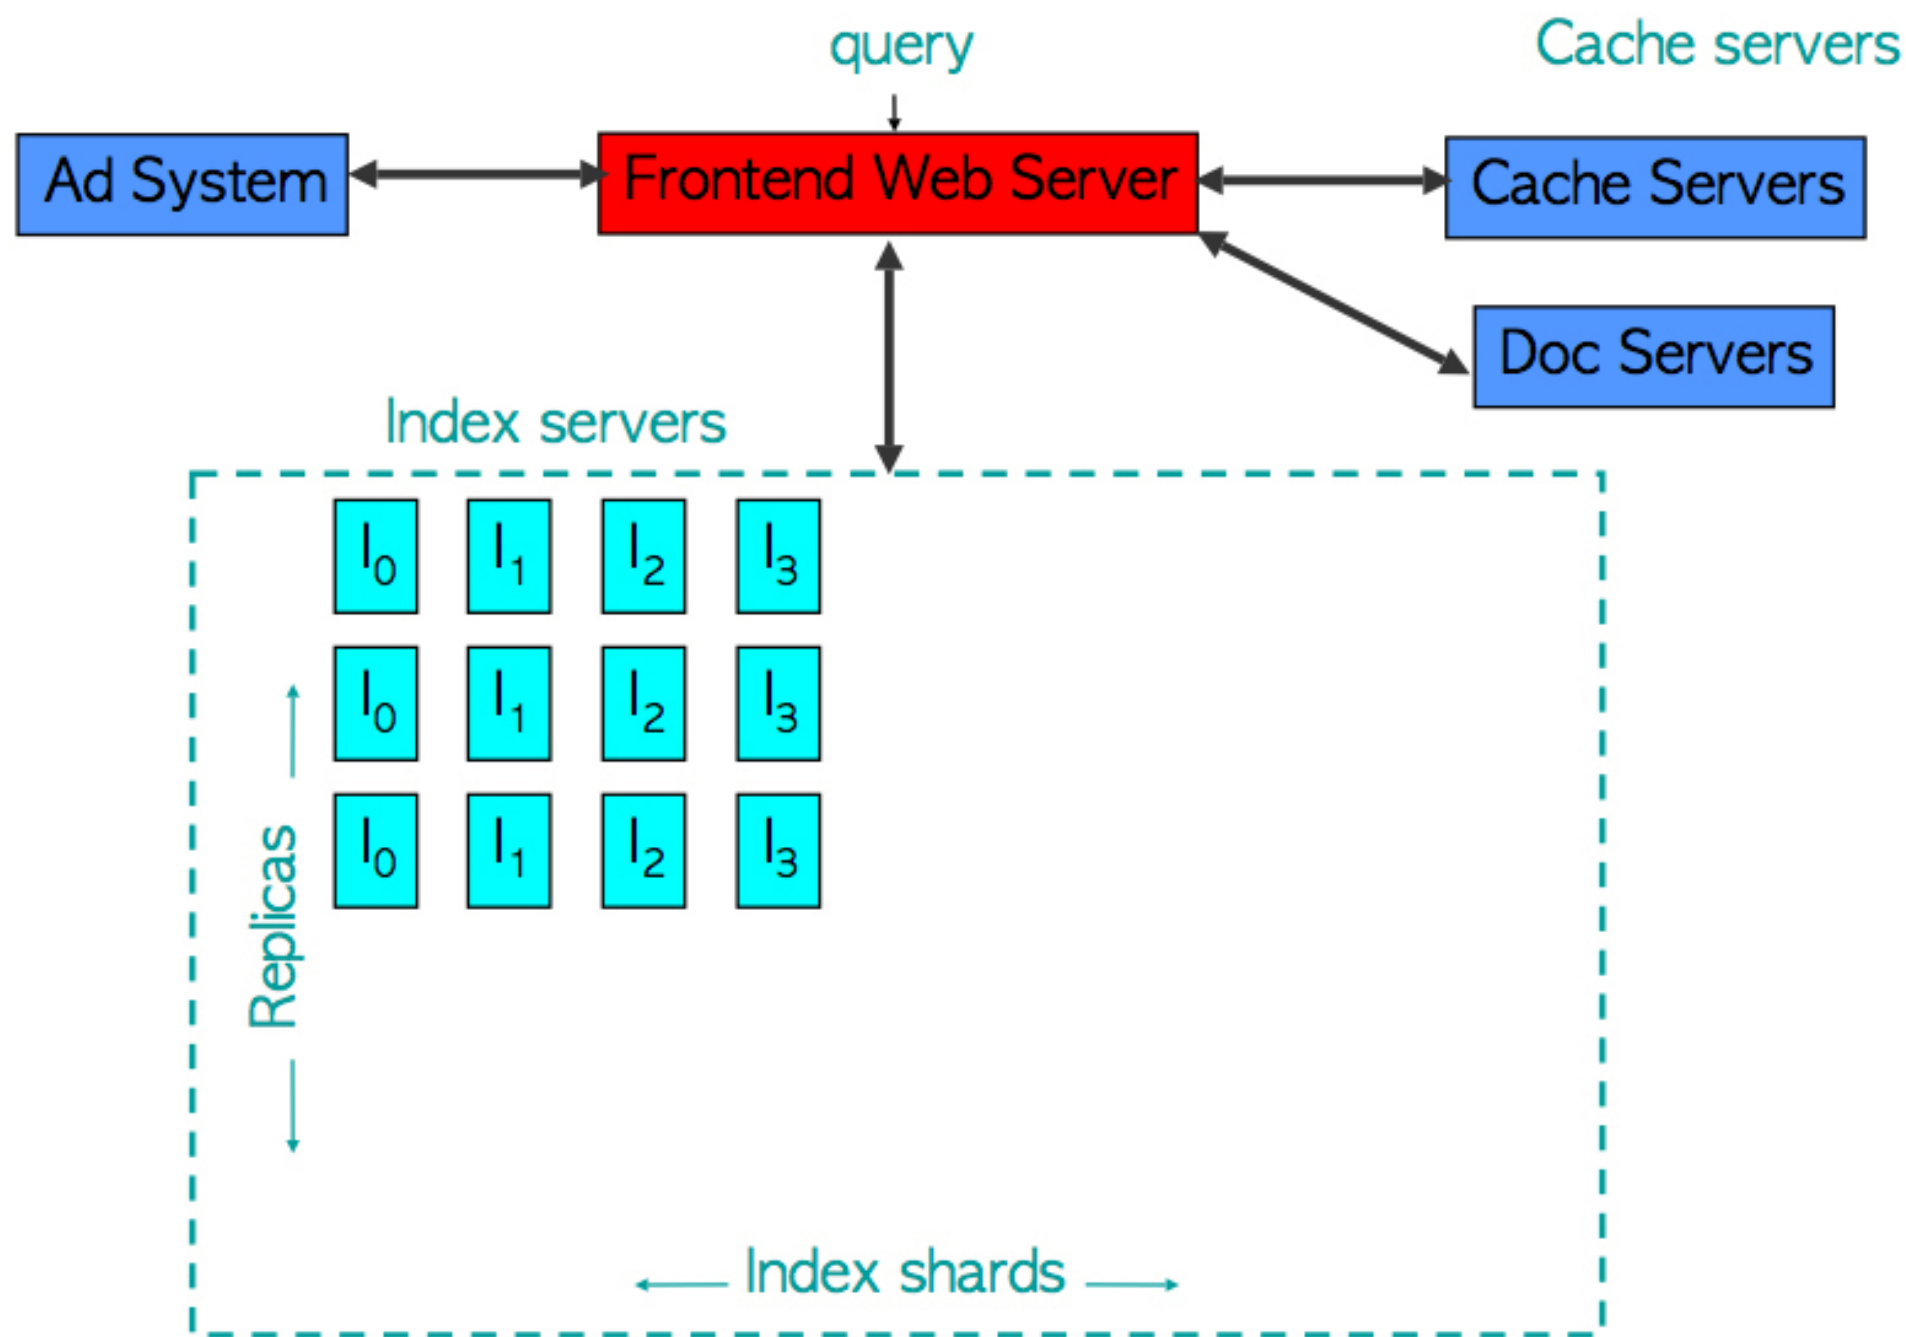 query
Cache servers
Ad System
Frontend Web Server
Cache Servers
Doc Servers
Index servers
I0 I1 I2 I3
I0 I1 I2 I3
I0 I1 I2 I3
Replicas
Index shards